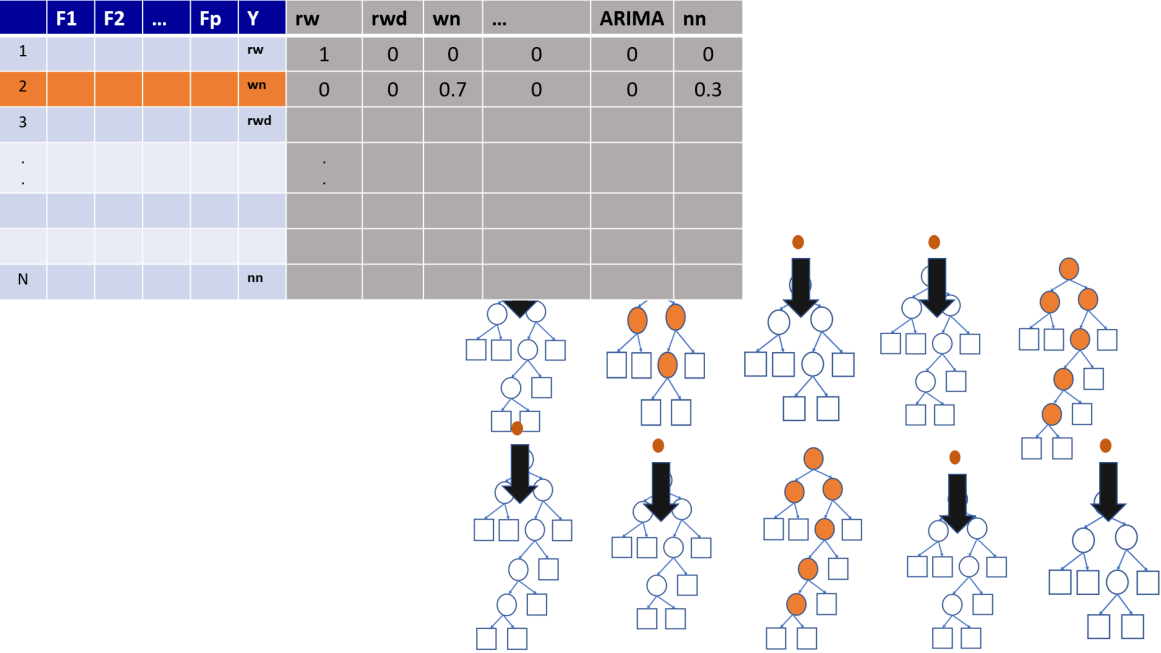 F1 F2 ... Fp Y rw rwd wn ... ARIMA nn
1 rw 1 0 0 0 0 0
2 wn 0 0 0.7 0 0 0.3
3 rwd
. .
. .
N nn